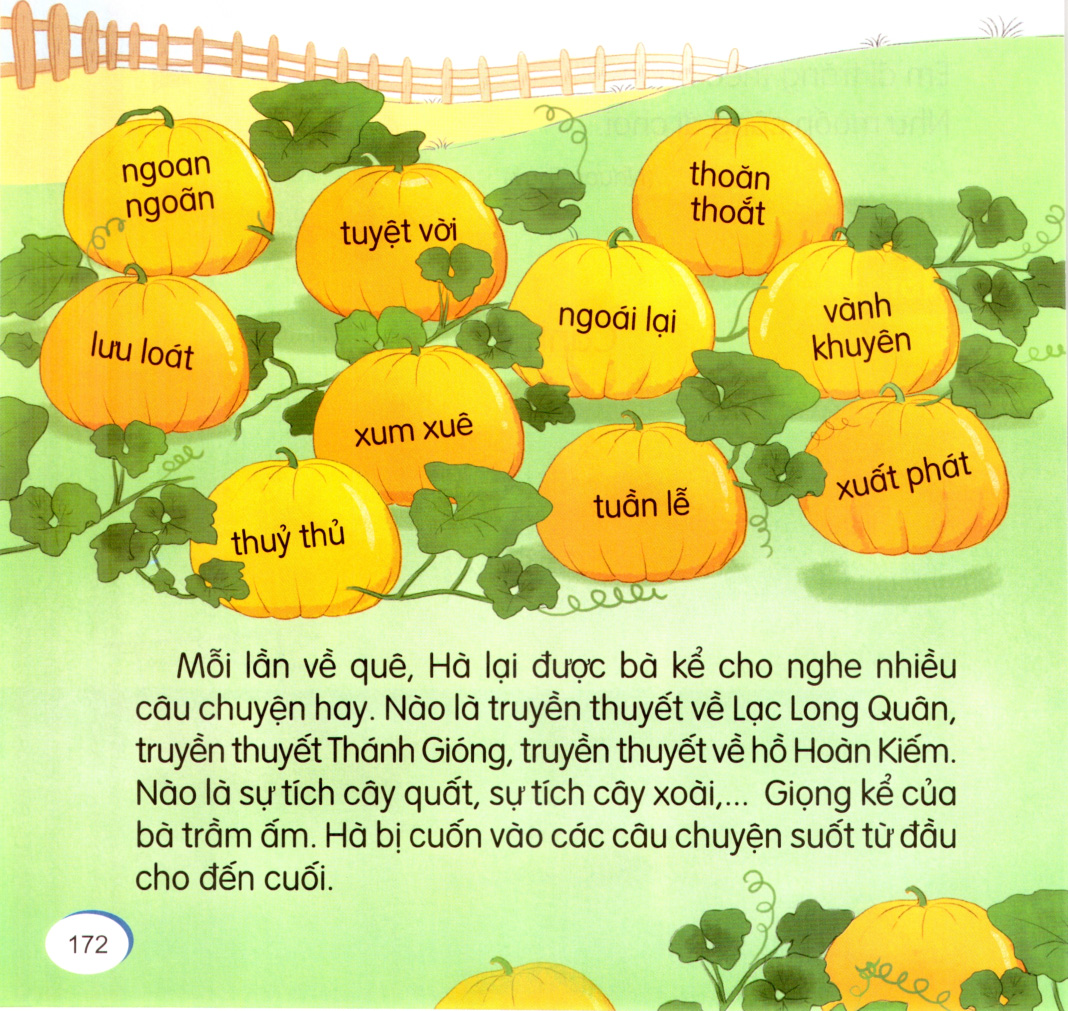 ngoan
ngoãn
tuyệt vời
thoăn
thoắt
lưu loát
ngoái lại
vành
khuyên
xum xuê
thuỷ thủ
tuần lễ
xuất phát
Mỗi lần về quê, Hà lại được bà kể cho nghe nhiều
câu chuyện hay. Nào là truyền thuyết về Lạc Long Quân,
truyền thuyết Thánh Gióng, truyền thuyết về hồ Hoàn Kiếm.
Nào là sự tích cây quất, sự tích cây xoài,... Giọng kể của
bà trầm ấm. Hà bị cuốn vào các câu chuyện suốt từ đầu
cho đến cuối.
172